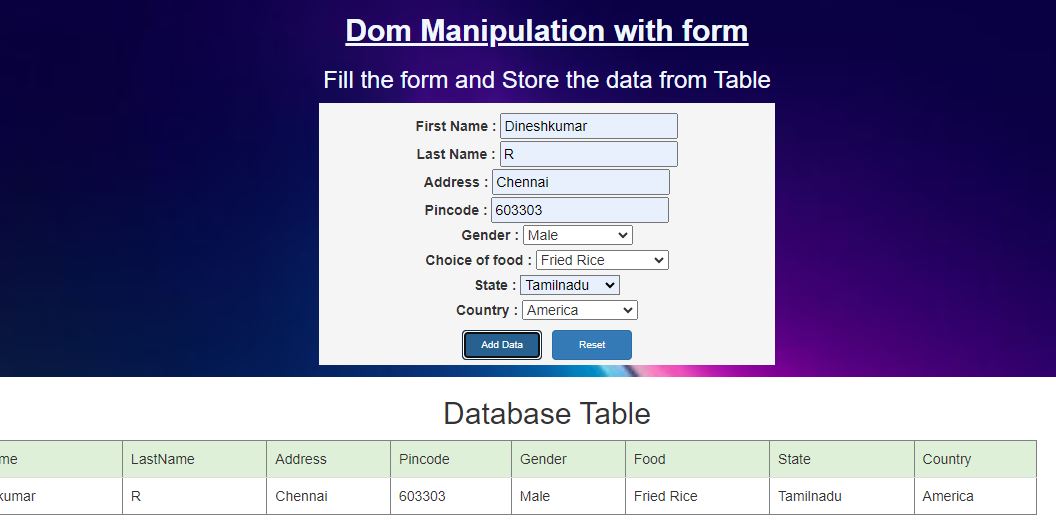 Dom Manipulation with form
Fill the form and Store the data from Table
First Name : Dineshkumar
Last Name : R
Address : Chennai
Pincode : 603303
Gender : Male
Choice of food : Fried Rice
State : Tamilnadu
Country : America
Add Data Reset
Database Table
me LastName Address Pincode Gender Food State Country
kumar R Chennai 603303 Male Fried Rice Tamilnadu America